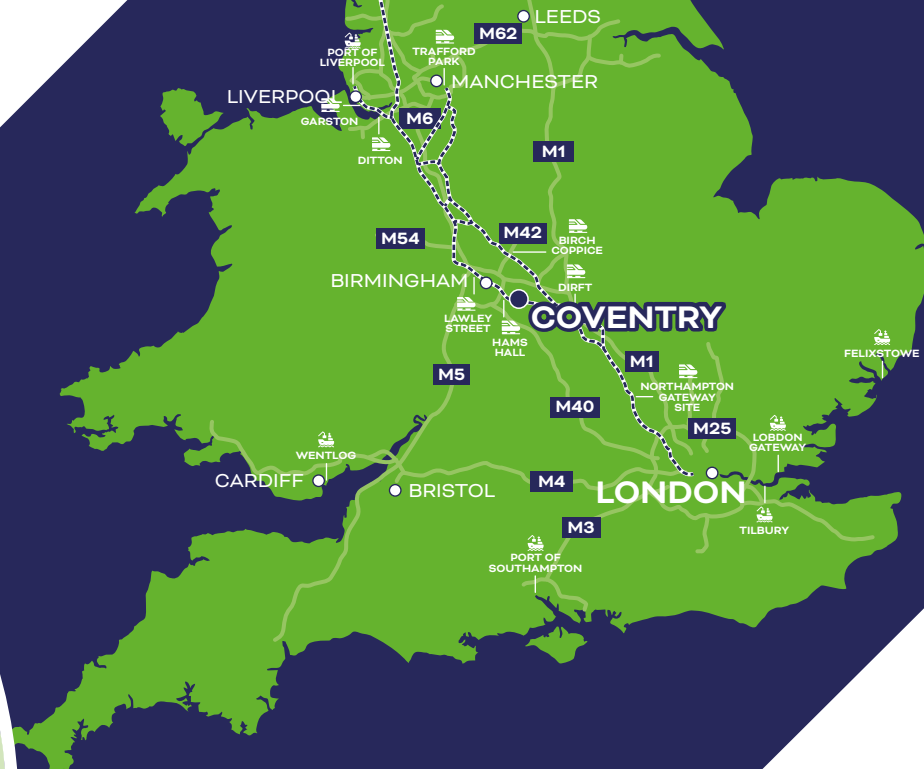 LEEDS
M62
PORT OF
LIVERPOOL
TRAFFORD
PARK
MANCHESTER
LIVERPOOL
GARSTON
M6
DITTON
M1
M54
M42
BIRCH
COPPICE
BIRMINGHAM
DIRFT
LAWLEY
STREET
COVENTRY
HAMS
HALL
FELIXSTOWE
M1
M5
NORTHAMPTON
GATEWAY
SITE
M40
M25
LOBDON
GATEWAY
WENTLOG
CARDIFF
BRISTOL
M4
LONDON
M3
TILBURY
PORT OF
SOUTHAMPTON